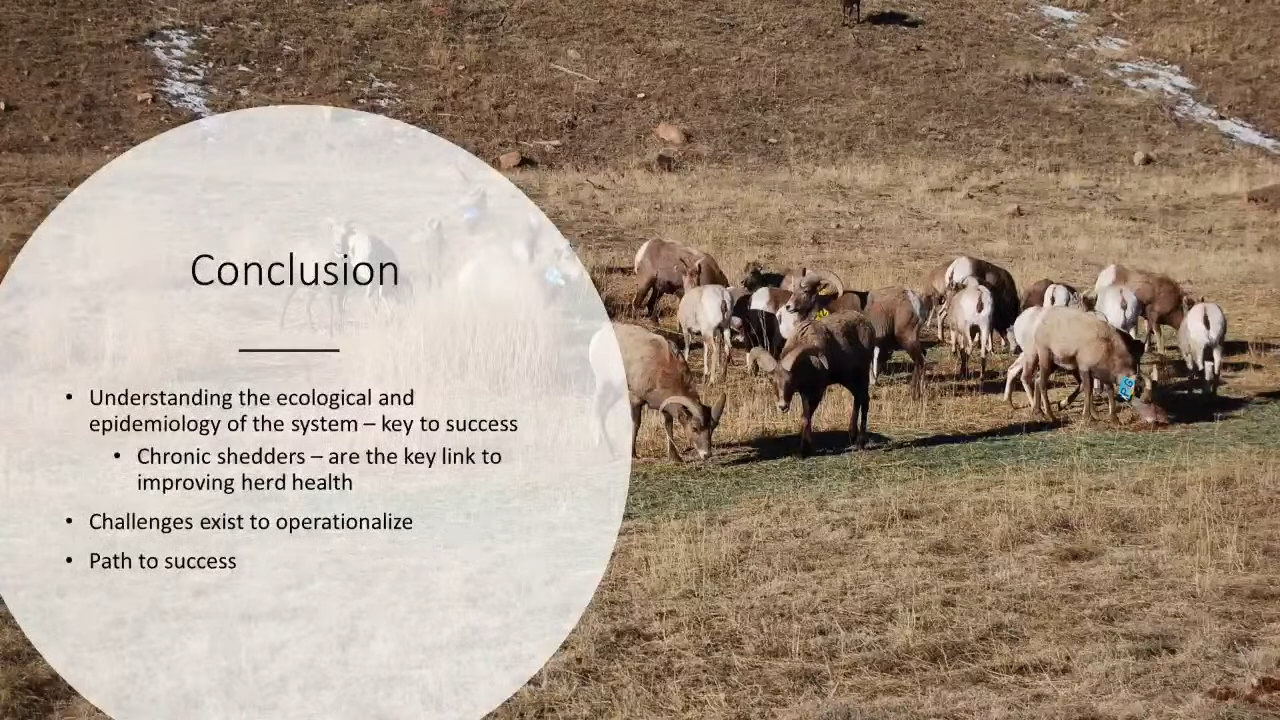 Conclusion
• Understanding the ecological and
epidemiology of the system – key to success
• Chronic shedders – are the key link to
improving herd health
• Challenges exist to operationalize
• Path to success